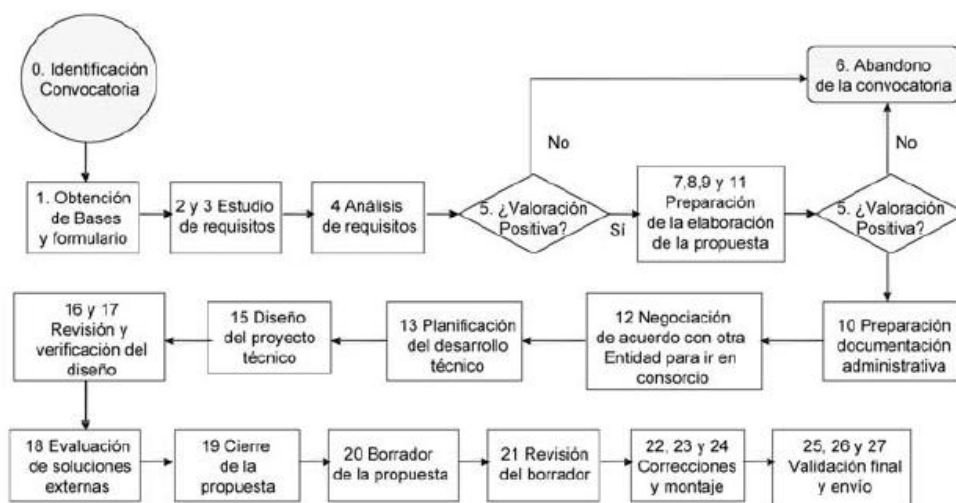 0. Identificación
Convocatoria
6. Abandono
de la convocatoria
No
No
1. Obtención
de Bases
y formulario
2 y 3 Estudio
de requisitos
4 Análisis
de requisitos
5. ¿Valoración
Positiva?
Sí
7,8,9 y 11
Preparación
de la elaboración
de la propuesta
5. ¿Valoración
Positiva?
10 Preparación
documentación
administrativa
12 Negociación
de acuerdo con otra
Entidad para ir en
consorcio
13 Planificación
del desarrollo
técnico
15 Diseño
del proyecto
técnico
16 y 17
Revisión y
verificación del
diseño
18 Evaluación
de soluciones
externas
19 Cierre
de la
propuesta
20 Borrador
de la propuesta
21 Revisión
del borrador
22, 23 y 24
Correcciones
y montaje
25, 26 y 27
Validación final
y envío